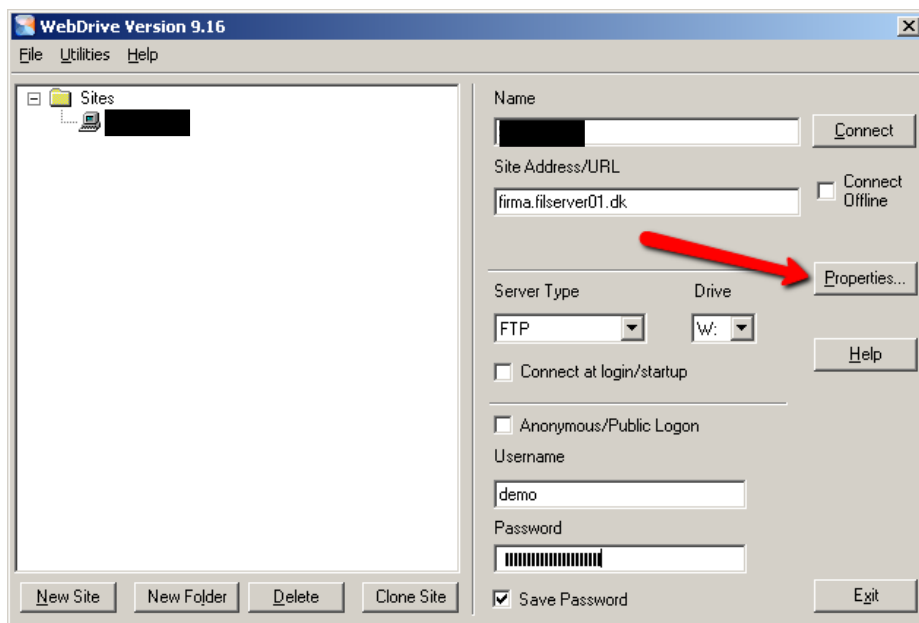 WebDrive Version 9.16
File Utilities Help
Sites
Name
Connect
Site Address/URL
firma.filserver01.dk
Connect
Offline
Properties...
Server Type
Drive
FTP
W:
Help
Connect at login/startup
Anonymous/Public Logon
Username
demo
Password
Save Password
New Site
New Folder
Delete
Clone Site
Exit